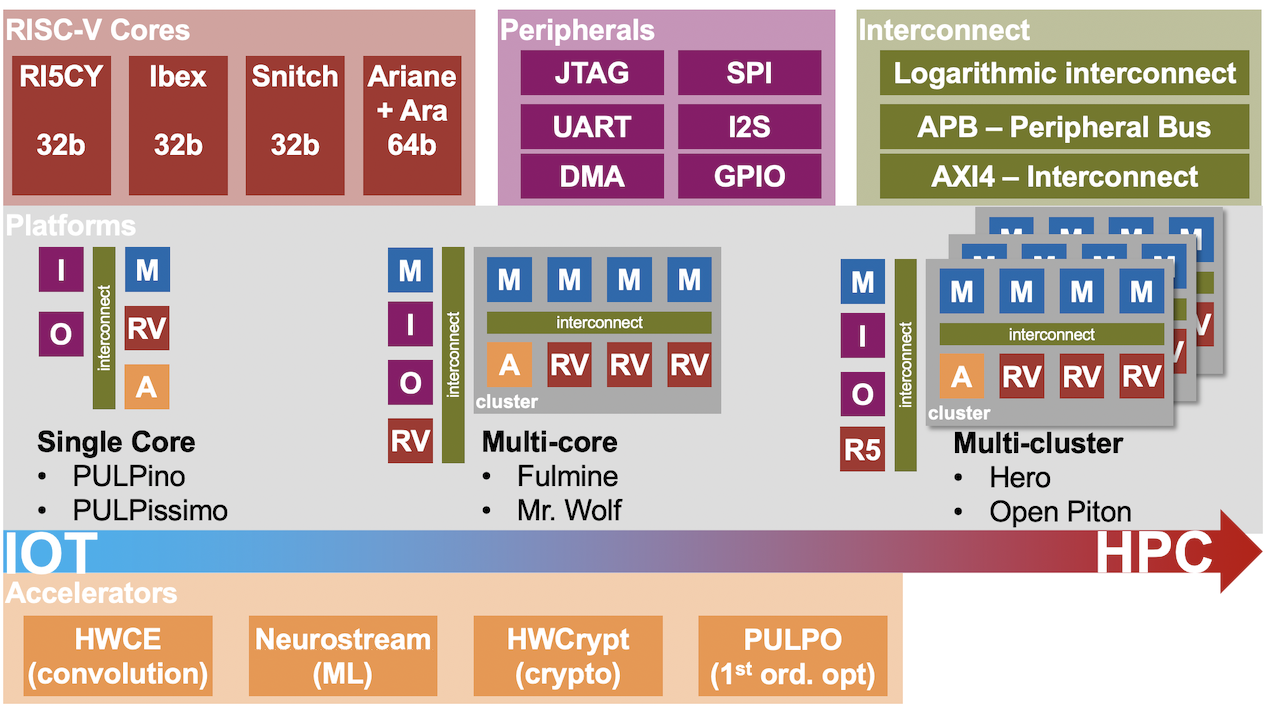 RISC-V Cores
RI5CY
32b
Ibex
32b
Snitch
32b
Ariane
+ Ara
64b
Peripherals
JTAG
SPI
UART
I2S
DMA
GPIO
Interconnect
Logarithmic interconnect
APB – Peripheral Bus
AXI4 – Interconnect
Platforms
I
O
interconnect
M
RV
A
Single Core
• PULPino
• PULPissimo
M
I
O
RV
interconnect
M M M M
interconnect
A RV RV RV
cluster
Multi-core
• Fulmine
• Mr. Wolf
M
I
O
R5
interconnect
M M M M
M M M M
M M M M
interconnect
A RV RV RV
V
V
cluster
Multi-cluster
• Hero
• Open Piton
IOT
HPC
Accelerators
HWCE
(convolution)
Neurostream
(ML)
HWCrypt
(crypto)
PULPO
(1st ord. opt)